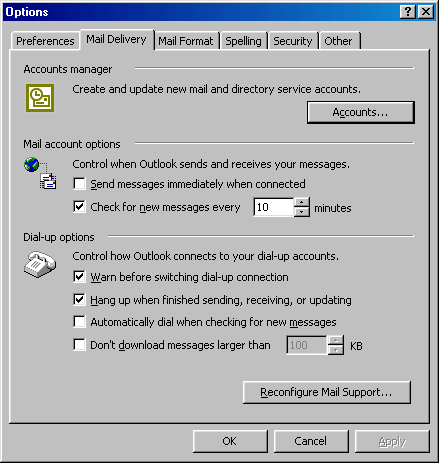 Options
Preferences Mail Delivery Mail Format Spelling Security Other
Accounts manager
Create and update new mail and directory service accounts.
Accounts...
Mail account options
Control when Outlook sends and receives your messages.
Send messages immediately when connected
Check for new messages every 10 minutes
Dial-up options
Control how Outlook connects to your dial-up accounts.
Warn before switching dial-up connection
Hang up when finished sending, receiving, or updating
Automatically dial when checking for new messages
Don't download messages larger than 100 KB
Reconfigure Mail Support...
OK Cancel Apply